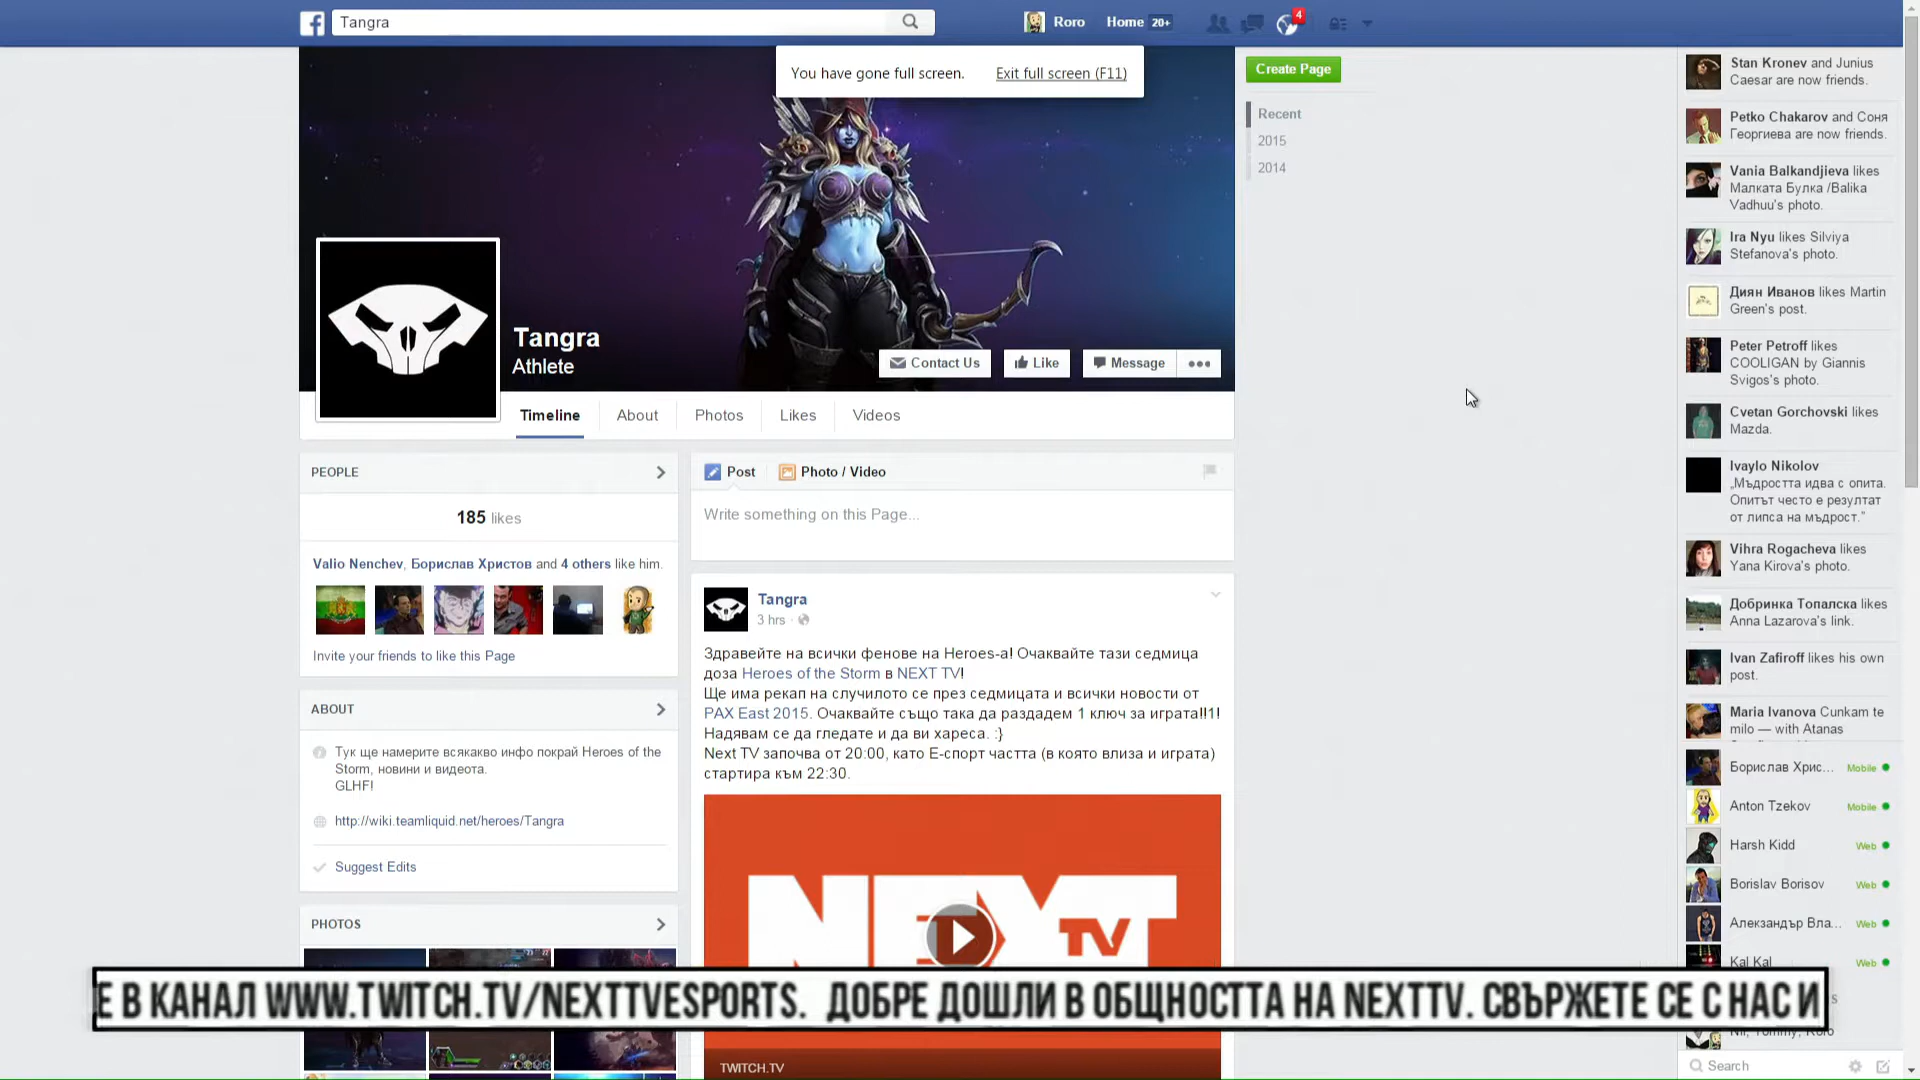 Tangra
Roro
Home 20+
4
You have gone full screen. Exit full screen (F11)
Create Page
Recent
2015
2014
Tangra
Athlete
Contact Us
Like
Message
Timeline
About
Photos
Likes
Videos
PEOPLE
185 likes
Valio Nenchev, Борислав Христов and 4 others like him.
Invite your friends to like this Page
ABOUT
Тук ще намерите всякакво инфо покрай Heroes of the
Storm, новини и видеота.
GLHF!
http://wiki.teamliquid.net/heroes/Tangra
Suggest Edits
PHOTOS
Post
Photo / Video
Write something on this Page...
Tangra
3 hrs ·
Здравейте на всички фенове на Heroes-а! Очаквайте тази седмица
доза Heroes of the Storm в NEXT TV!
Ще има рекап на случилото се през седмицата и всички новости от
PAX East 2015. Очаквайте също така да раздадем 1 ключ за играта!!1!
Надявам се да гледате и да ви хареса. :}
Next TV започва от 20:00, като Е-спорт частта (в която влиза и играта)
стартира към 22:30.
NEXT
TV
TWITCH.TV
Stan Kronev and Junius
Caesar are now friends.
Petko Chakarov and Соня
Георгиева are now friends.
Vania Balkandjieva likes
Малката Булка /Balika
Vadhuu's photo.
Ira Nyu likes Silviya
Stefanova's photo.
Диян Иванов likes Martin
Green's post.
Peter Petroff likes
COOLIGAN by Giannis
Svigos's photo.
Cvetan Gorchovski likes
Mazda.
Ivaylo Nikolov
„Мъдростта идва с опита.
Опитът често е резултат
от липса на мъдрост."
Vihra Rogacheva likes
Yana Kirova's photo.
Добринка Топалска likes
Anna Lazarova's link.
Ivan Zafiroff likes his own
post.
Maria Ivanova Cunkam te
milo — with Atanas
Борислав Хрис... Mobile
Anton Tzekov Mobile
Harsh Kidd Web
Borislav Borisov Web
Алекзандър Вла... Web
Kal Kal Web
Nil, Tommy, Roro
Search
Е В КАНАЛ WWW.TWITCH.TV/NEXTTVESPORTS. ДОБРЕ ДОШЛИ В ОБЩНОСТТА НА NEXTTV. СВЪРЖЕТЕ СЕ С НАС И